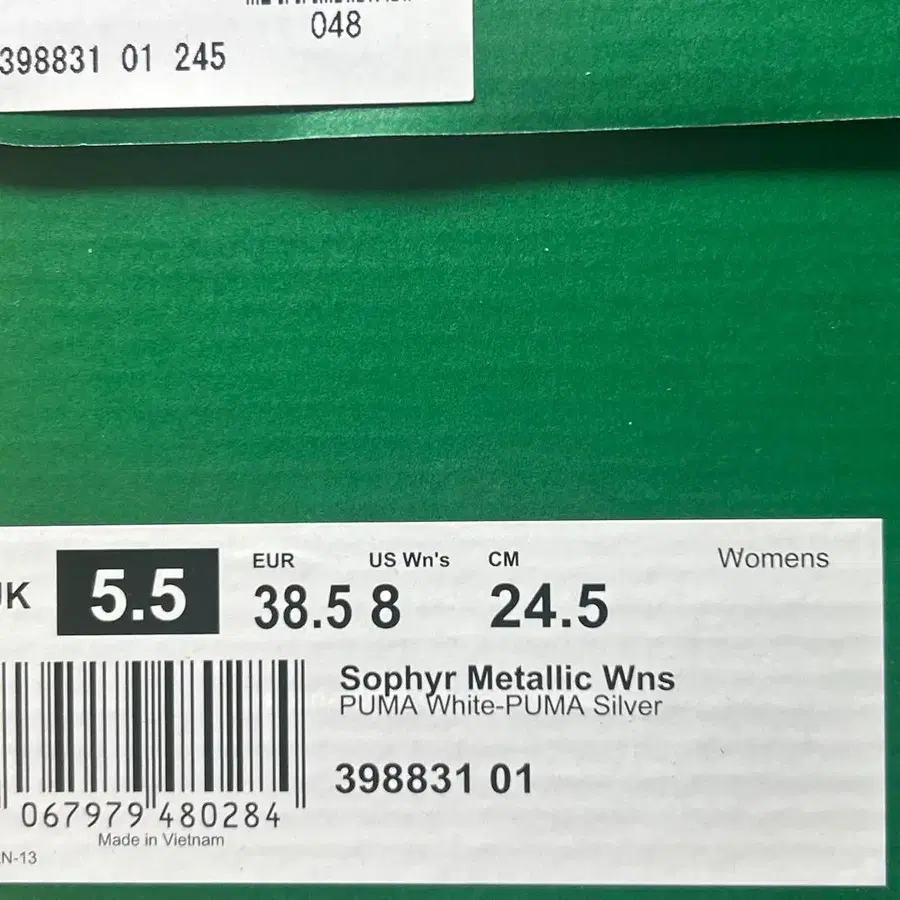 048
398831 01 245
EUR US Wn's CM Womens
UK 5.5 38.5 8 24.5
Sophyr Metallic Wns
PUMA White-PUMA Silver
398831 01
067979 480284
Made in Vietnam
N-13